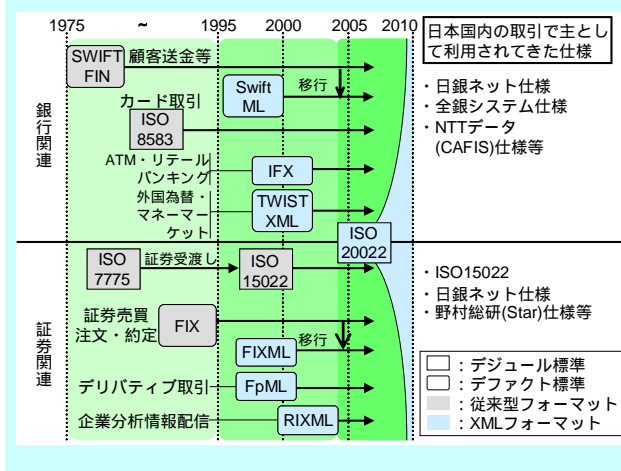 1975 ~ 1995 2000 2005 2010
日本国内の取引で主とし
て利用されてきた仕様
銀行関連
SWIFT
FIN
顧客送金等
Swift
ML
移行
カード取引
ISO
8583
ATM・リテール
バンキング
IFX
外国為替・
マネーマー
ケット
TWIST
XML
ISO
20022
・日銀ネット仕様
・全銀システム仕様
・NTTデータ
(CAFIS)仕様等
証券関連
ISO
7775
証券受渡し
ISO
15022
証券売買
注文・約定
FIX
移行
FIXML
デリバティブ取引
FpML
企業分析情報配信
RIXML
・ISO15022
・日銀ネット仕様
・野村総研(Star)仕様等
：デジュール標準
：デファクト標準
：従来型フォーマット
：XMLフォーマット